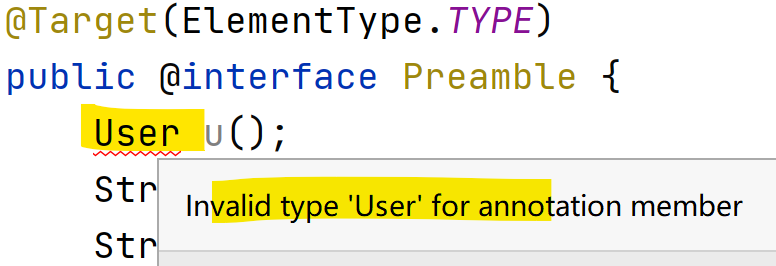 @Target(ElementType.TYPE)
public @interface Preamble {
User u();
Str
Invalid type 'User' for annotation member
Str